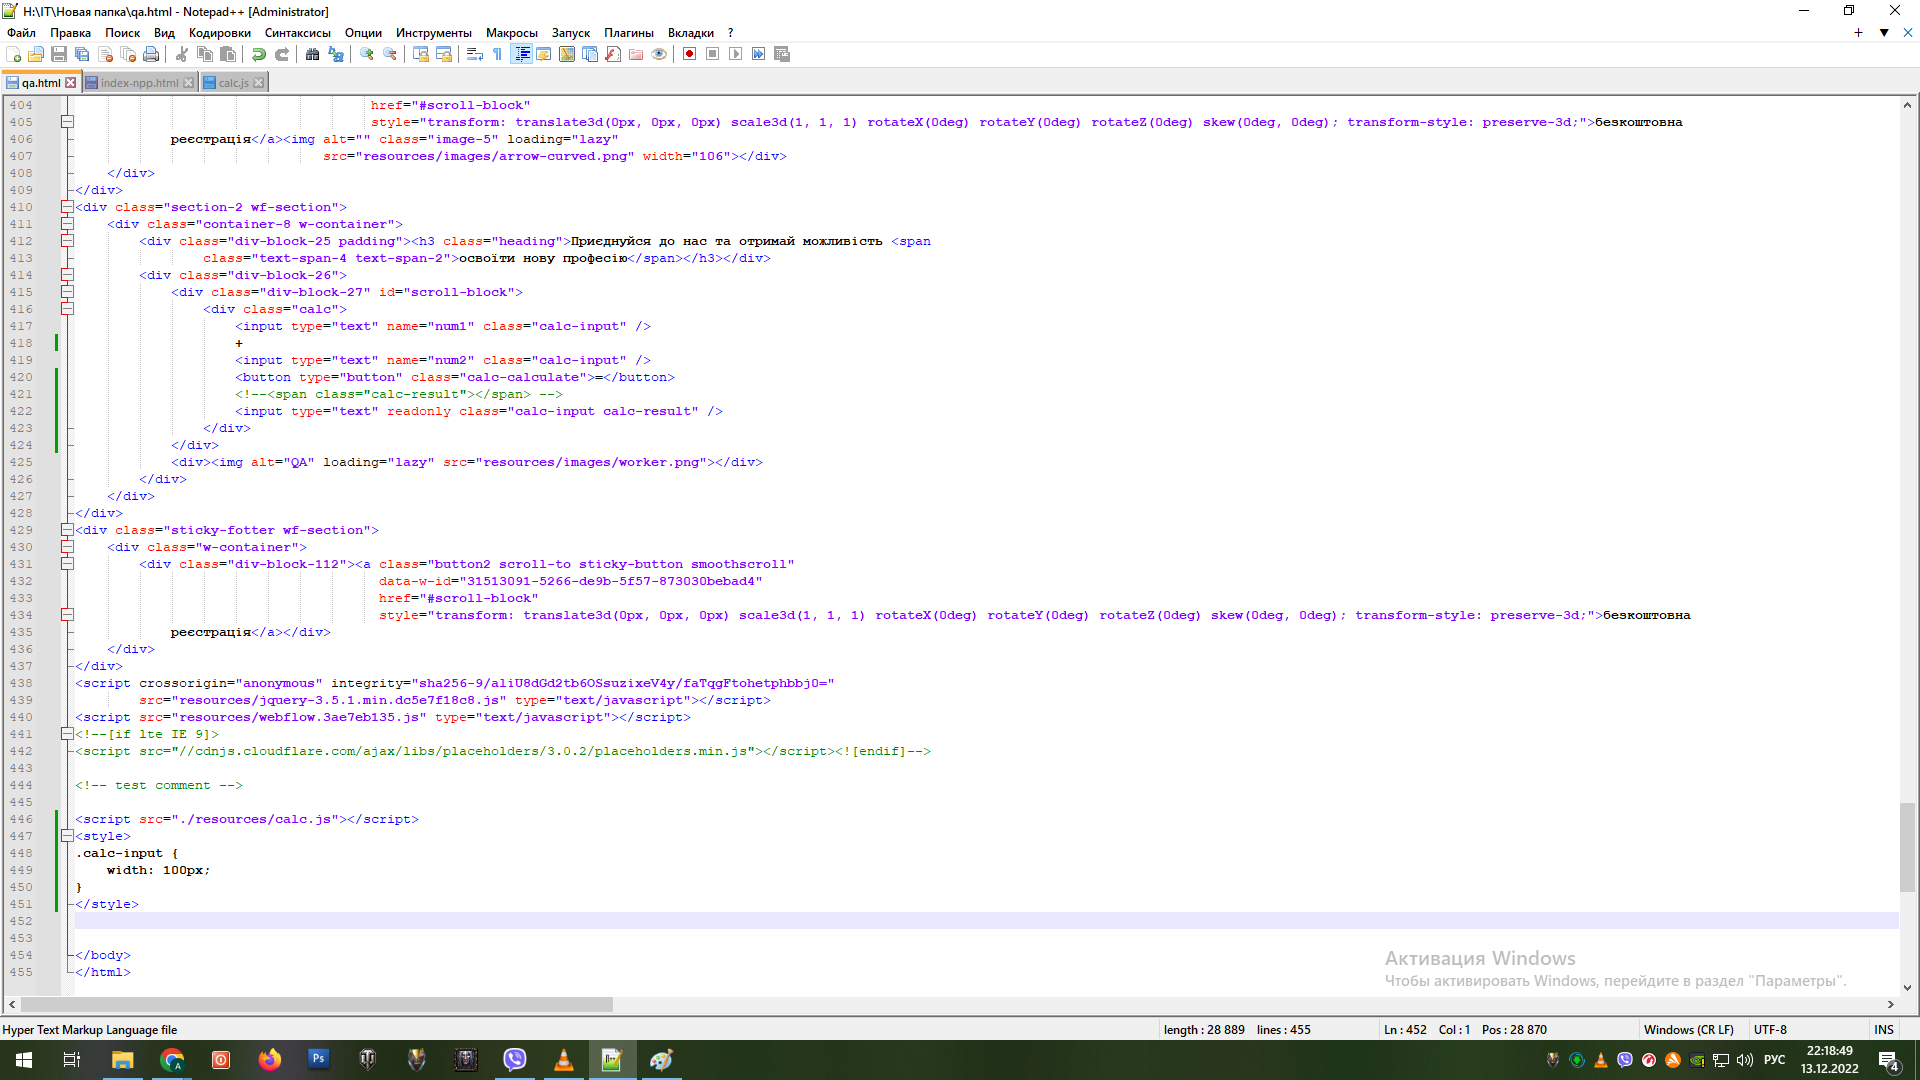 H:\IT\Новая папка\qa.html - Notepad++ [Administrator]
Файл Правка Поиск Вид Кодировки Синтаксисы Опции Инструменты Макросы Запуск Плагины Вкладки ?
qa.html index-npp.html calc.js
404 href="#scroll-block"
405 style="transform: translate3d(0px, 0px, 0px) scale3d(1, 1, 1) rotateX(0deg) rotateY(0deg) rotateZ(0deg) skew(0deg, 0deg); transform-style: preserve-3d;">безкоштовна
406 реєстрація</a><img alt="" class="image-5" loading="lazy"
407 src="resources/images/arrow-curved.png" width="106"></div>
408 </div>
409 </div>
410 <div class="section-2 wf-section">
411 <div class="container-8 w-container">
412 <div class="div-block-25 padding"><h3 class="heading">Приєднуйся до нас та отримай можливість <span
413 class="text-span-4 text-span-2">освоїти нову професію</span></h3></div>
414 <div class="div-block-26">
415 <div class="div-block-27" id="scroll-block">
416 <div class="calc">
417 <input type="text" name="num1" class="calc-input" />
418 +
419 <input type="text" name="num2" class="calc-input" />
420 <button type="button" class="calc-calculate">=</button>
421 <!--<span class="calc-result"></span> -->
422 <input type="text" readonly class="calc-input calc-result" />
423 </div>
424 </div>
425 <div><img alt="QA" loading="lazy" src="resources/images/worker.png"></div>
426 </div>
427 </div>
428 </div>
429 <div class="sticky-fotter wf-section">
430 <div class="w-container">
431 <div class="div-block-112"><a class="button2 scroll-to sticky-button smoothscroll"
432 data-w-id="31513091-5266-de9b-5f57-873030bebad4"
433 href="#scroll-block"
434 style="transform: translate3d(0px, 0px, 0px) scale3d(1, 1, 1) rotateX(0deg) rotateY(0deg) rotateZ(0deg) skew(0deg, 0deg); transform-style: preserve-3d;">безкоштовна
435 реєстрація</a></div>
436 </div>
437 </div>
438 <script crossorigin="anonymous" integrity="sha256-9/aliU8dGd2tb6OSsuzixeV4y/faTqgFtohetphbbj0="
439 src="resources/jquery-3.5.1.min.dc5e7f18c8.js" type="text/javascript"></script>
440 <script src="resources/webflow.3ae7eb135.js" type="text/javascript"></script>
441 <!--[if lte IE 9]>
442 <script src="//cdnjs.cloudflare.com/ajax/libs/placeholders/3.0.2/placeholders.min.js"></script><![endif]-->
443
444 <!-- test comment -->
445
446 <script src="./resources/calc.js"></script>
447 <style>
448 .calc-input {
449 width: 100px;
450 }
451 </style>
452
453
454 </body>
455 </html>
Активация Windows
Чтобы активировать Windows, перейдите в раздел "Параметры".
Hyper Text Markup Language file length : 28 889 lines : 455 Ln : 452 Col : 1 Pos : 28 870 Windows (CR LF) UTF-8 INS
РУС 22:18:49
13.12.2022
4